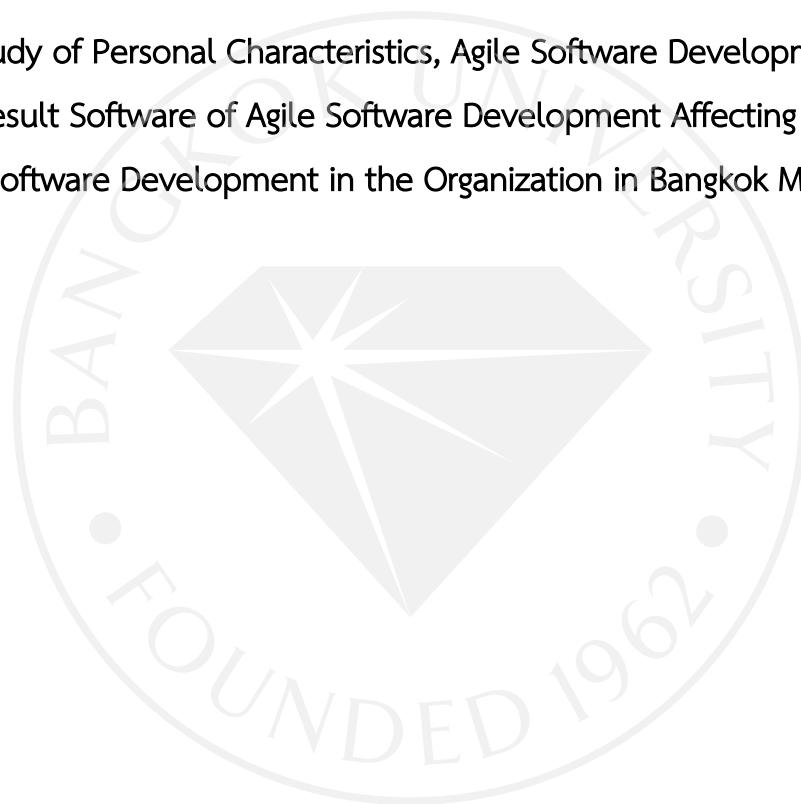 udy of Personal Characteristics, Agile Software Developm
esult Software of Agile Software Development Affecting
oftware Development in the Organization in Bangkok M
BANGKOK UNIVERSITY
• FOUNDED 1962 •